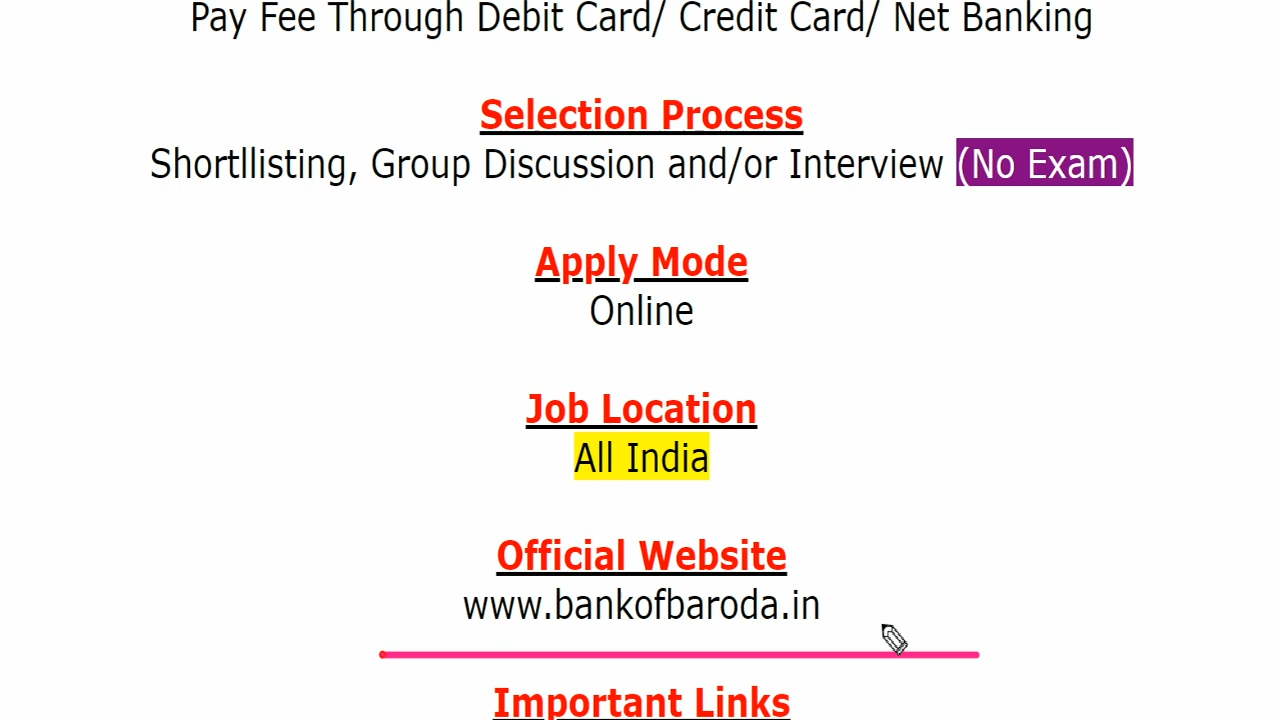 Pay Fee Through Debit Card/ Credit Card/ Net Banking
Selection Process
Shortllisting, Group Discussion and/or Interview (No Exam)
Apply Mode
Online
Job Location
All India
Official Website
www.bankofbaroda.in
Important Links